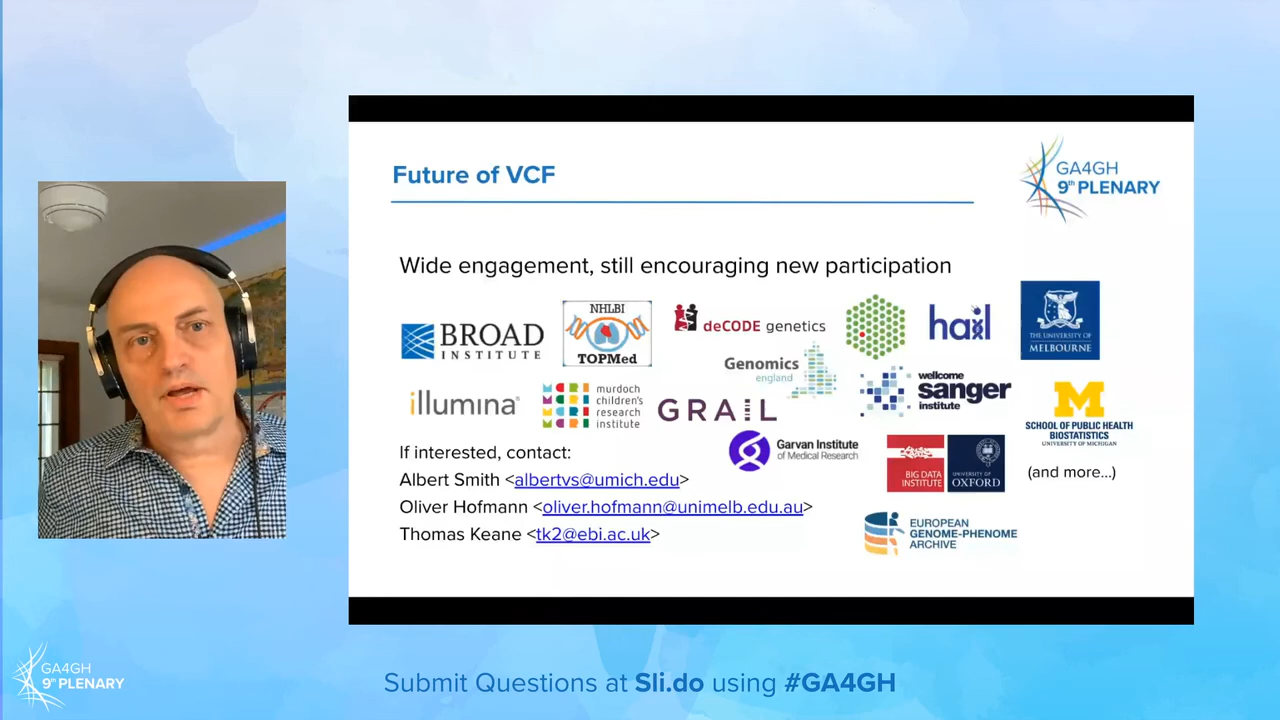 Future of VCF
GA4GH
9th PLENARY
Wide engagement, still encouraging new participation
BROAD
INSTITUTE
NHLBI
TOPMed
deCODE genetics
hail
THE UNIVERSITY OF
MELBOURNE
Genomics
england
wellcome
sanger
institute
illumina®
murdoch
children's
research
institute
GRAIL
M
SCHOOL OF PUBLIC HEALTH
BIOSTATISTICS
UNIVERSITY OF MICHIGAN
Garvan Institute
of Medical Research
BIG DATA
INSTITUTE
UNIVERSITY OF
OXFORD
(and more...)
If interested, contact:
Albert Smith <albertvs@umich.edu>
Oliver Hofmann <oliver.hofmann@unimelb.edu.au>
Thomas Keane <tk2@ebi.ac.uk>
EUROPEAN
GENOME-PHENOME
ARCHIVE
GA4GH
9th PLENARY
Submit Questions at Sli.do using #GA4GH